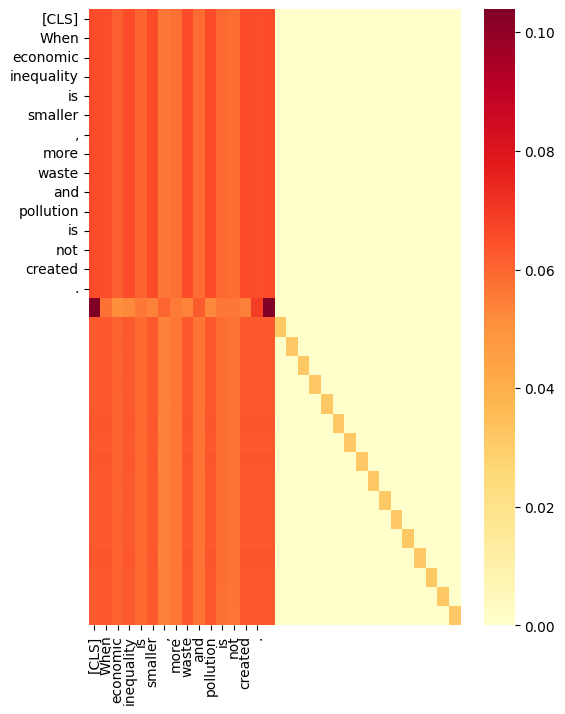 [CLS]
When
economic
inequality
is
smaller
,
more
waste
and
pollution
is
not
created
.
0.10
0.08
0.06
0.04
0.02
0.00
[CLS]
When
economic
inequality
is
smaller
,
more
waste
and
pollution
is
not
created
.